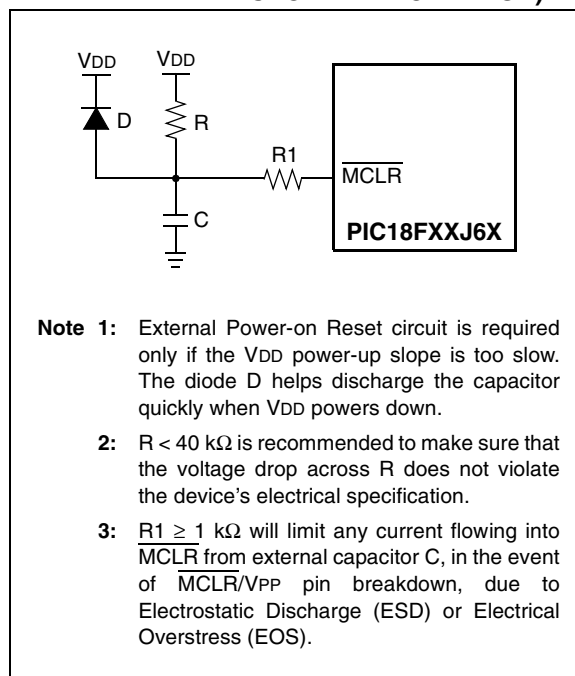 VDD VDD
D R
R1
MCLR
C
PIC18FXXJ6X
Note 1: External Power-on Reset circuit is required
only if the VDD power-up slope is too slow.
The diode D helps discharge the capacitor
quickly when VDD powers down.
2: R < 40 kΩ is recommended to make sure that
the voltage drop across R does not violate
the device's electrical specification.
3: R1 ≥ 1 kΩ will limit any current flowing into
MCLR from external capacitor C, in the event
of MCLR/VPP pin breakdown, due to
Electrostatic Discharge (ESD) or Electrical
Overstress (EOS).